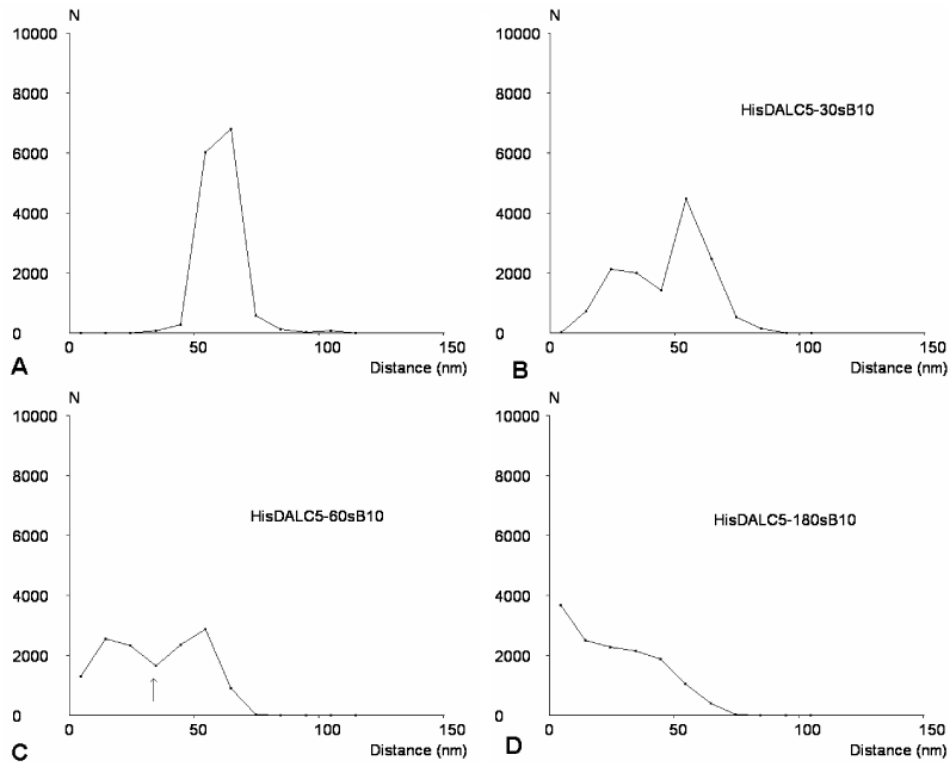 N
10000
8000
6000
4000
2000
0
0 50 100 150
Distance (nm)
A
N
10000
8000
HisDALC5-30sB10
6000
4000
2000
0
0 50 100 150
Distance (nm)
B
N
10000
8000
HisDALC5-60sB10
6000
4000
2000
0
0 50 100 150
Distance (nm)
C
N
10000
8000
HisDALC5-180sB10
6000
4000
2000
0
0 50 100 150
Distance (nm)
D